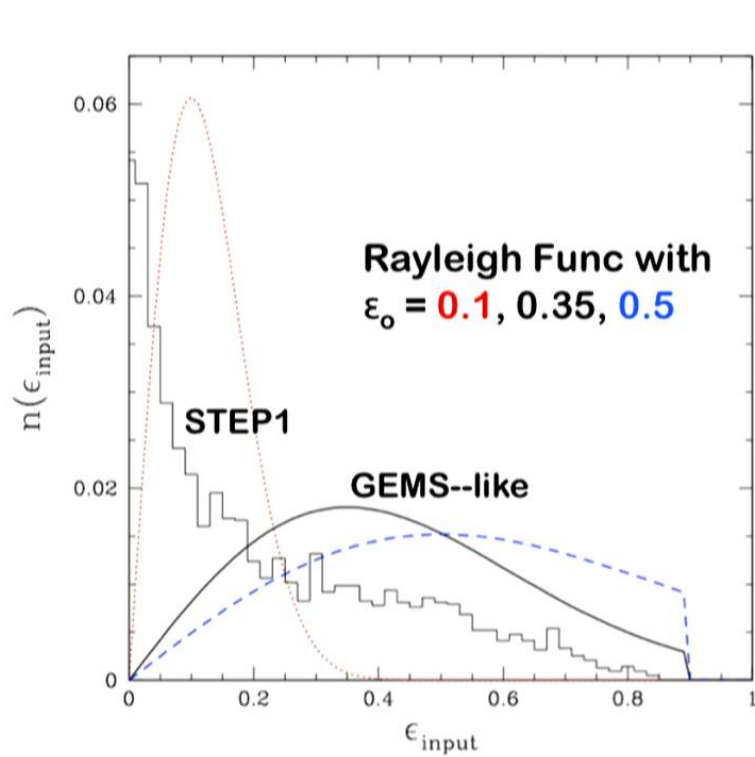 0.06
0.04
0.02
0
n(ϵinput)
Rayleigh Func with
εo = 0.1, 0.35, 0.5
STEP1
GEMS--like
0 0.2 0.4 0.6 0.8 1
ϵinput